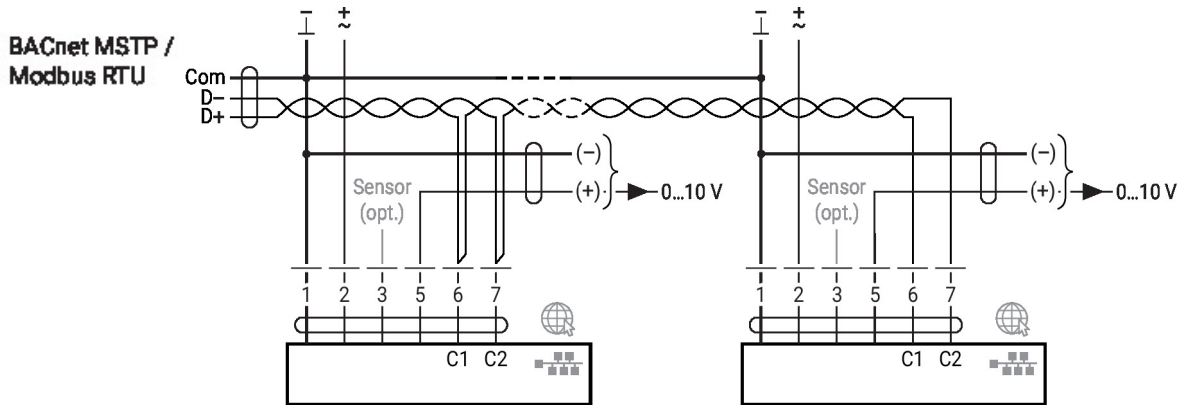 ⊥ − ~ +
⊥ − ~ +
BACnet MSTP /
Modbus RTU
Com
D−
D+
(−)
(+)
0...10 V
Sensor
(opt.)
(−)
(+)
0...10 V
Sensor
(opt.)
1 2 3 5 6 7
1 2 3 5 6 7
C1 C2
C1 C2